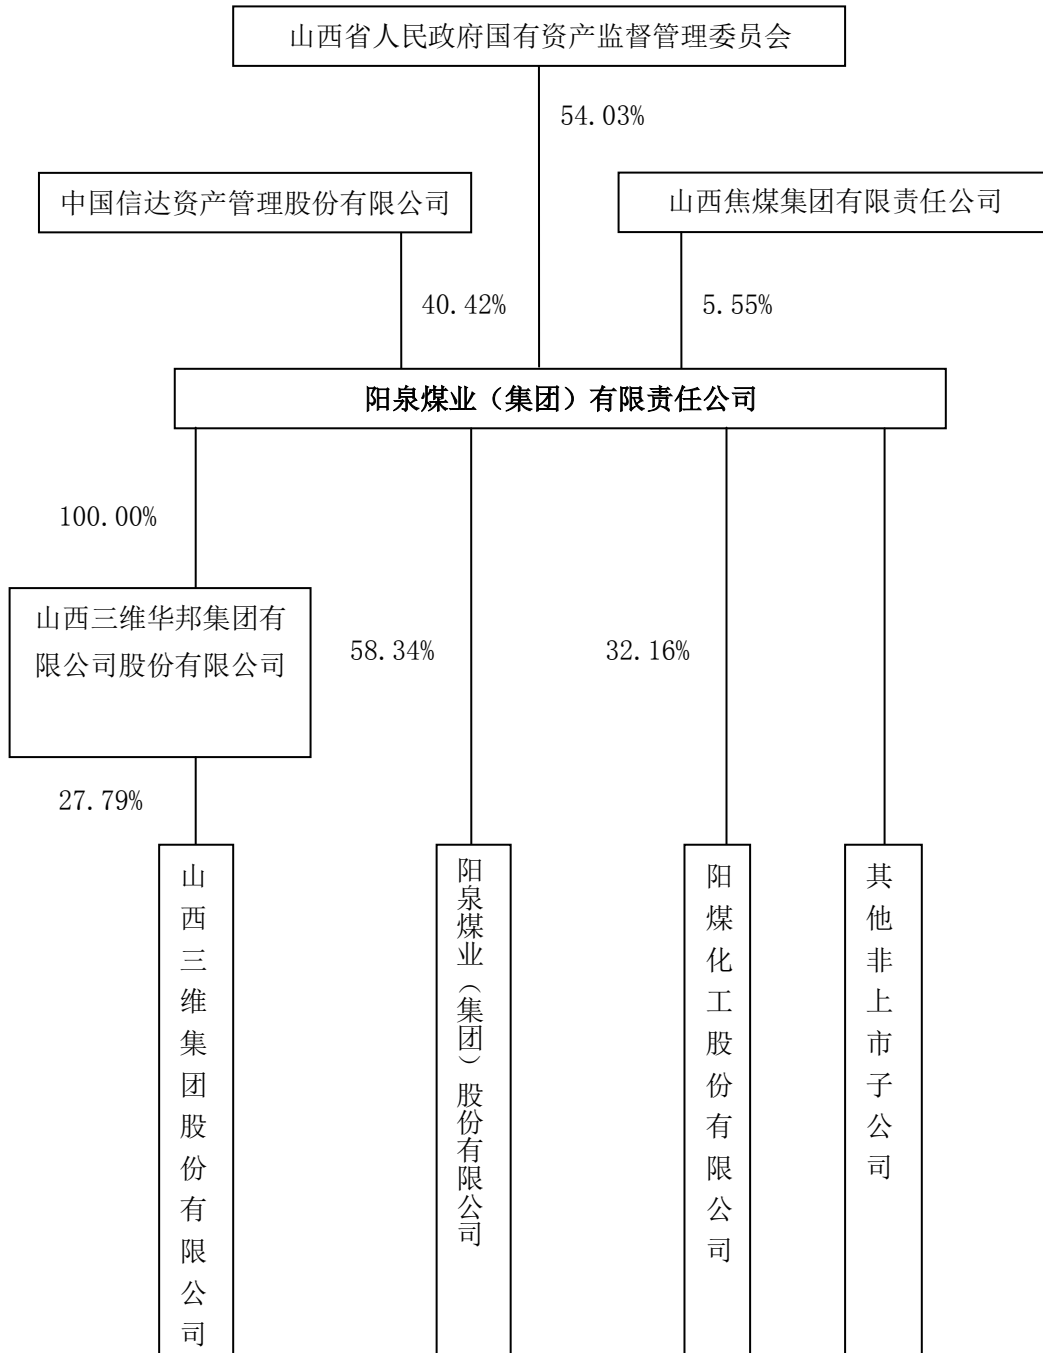 山西省人民政府国有资产监督管理委员会
54.03%
中国信达资产管理股份有限公司
山西焦煤集团有限责任公司
40.42%
5.55%
阳泉煤业（集团）有限责任公司
100.00%
山西三维华邦集团有
限公司股份有限公司
58.34%
32.16%
27.79%
山西三维集团股份有限公司
阳泉煤业（集团）股份有限公司
阳煤化工股份有限公司
其他非上市子公司